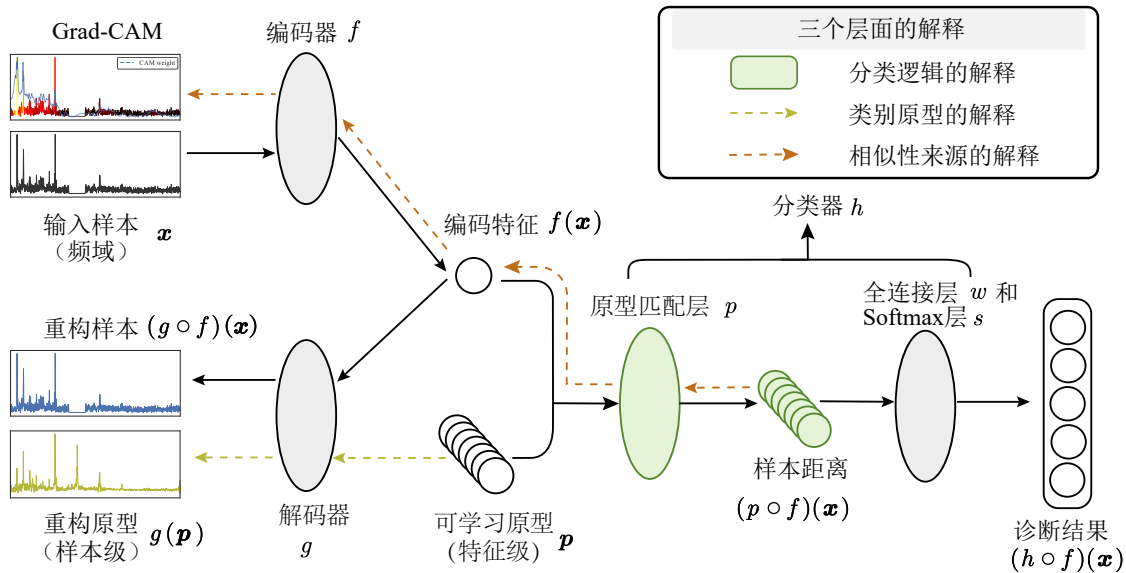 Grad-CAM
CAM weight
编码器 f
输入样本 x
（频域）
编码特征 f(x)
三个层面的解释
分类逻辑的解释
类别原型的解释
相似性来源的解释
分类器 h
重构样本 (g ∘ f)(x)
原型匹配层 p
全连接层 w 和
Softmax层 s
重构原型 g(p)
（样本级）
解码器
g
可学习原型 p
(特征级)
样本距离
(p ∘ f)(x)
诊断结果
(h ∘ f)(x)